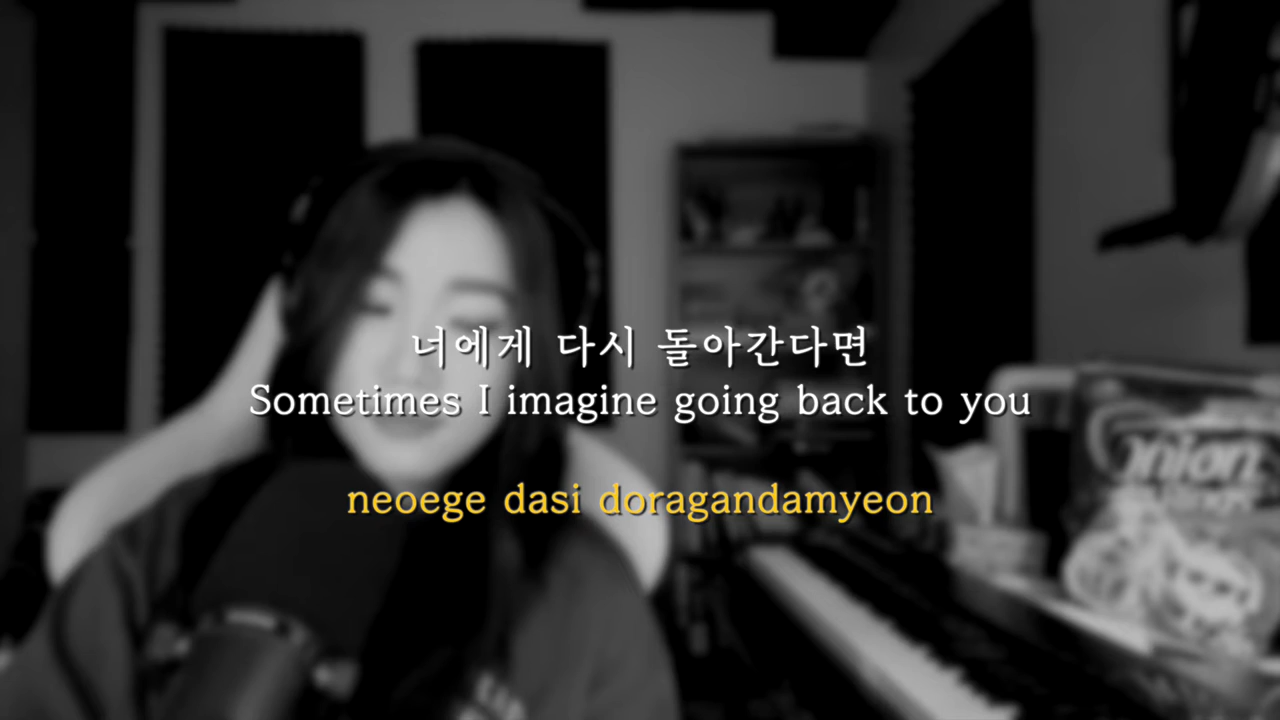 너에게 다시 돌아간다면
Sometimes I imagine going back to you
neoege dasi doragandamyeon